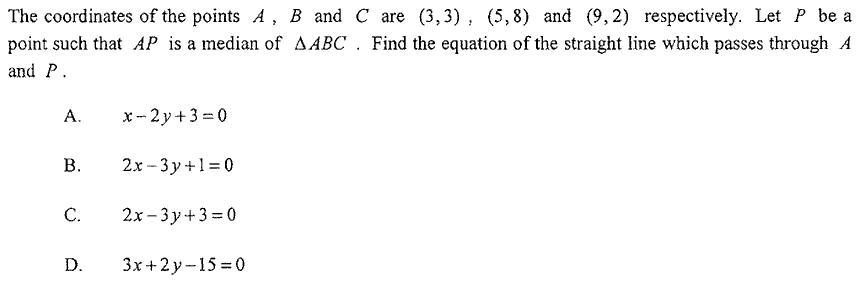 The coordinates of the points A , B and C are (3,3) , (5,8) and (9,2) respectively. Let P be a
point such that AP is a median of △ABC . Find the equation of the straight line which passes through A
and P .
A. x−2y+3=0
B. 2x−3y+1=0
C. 2x−3y+3=0
D. 3x+2y−15=0